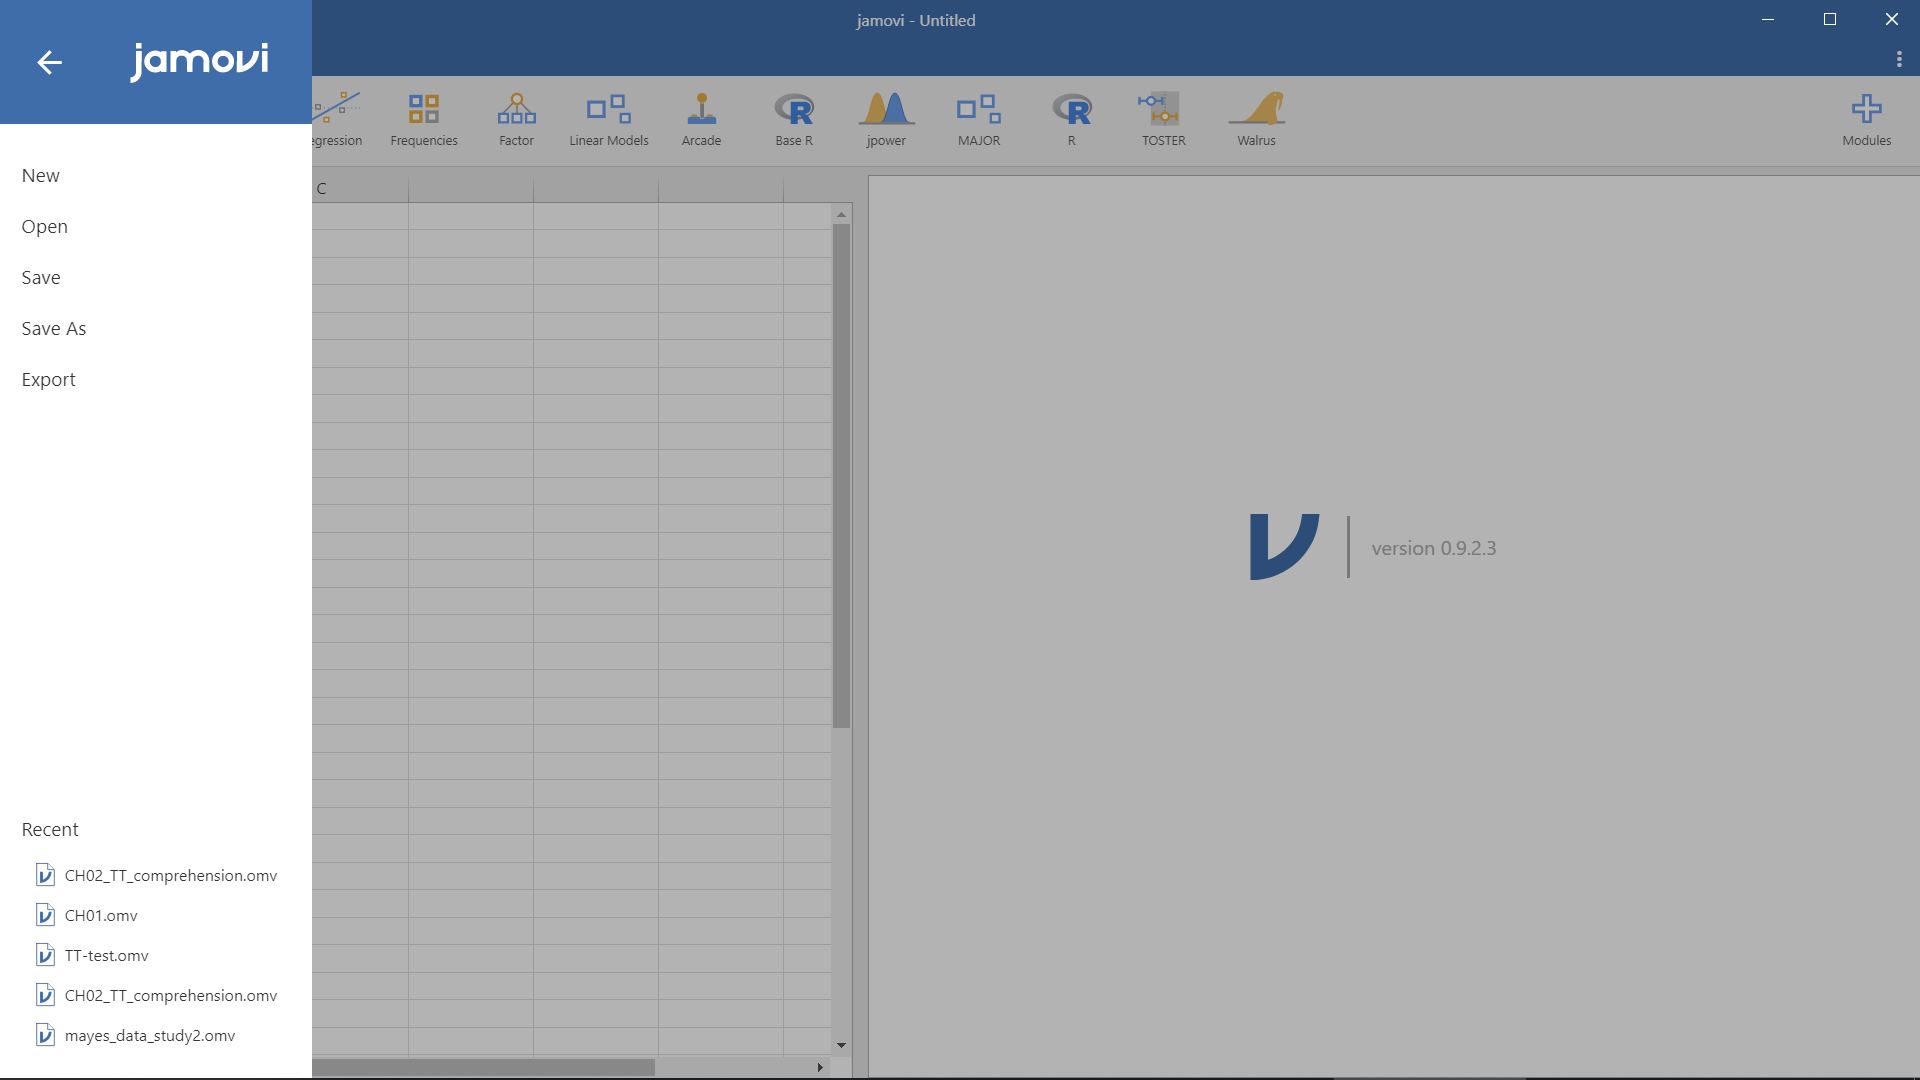 jamovi - Untitled
jamovi
egression
Frequencies
Factor
Linear Models
Arcade
Base R
jpower
MAJOR
R
TOSTER
Walrus
Modules
New
Open
Save
Save As
Export
C
version 0.9.2.3
Recent
CH02_TT_comprehension.omv
CH01.omv
TT-test.omv
CH02_TT_comprehension.omv
mayes_data_study2.omv